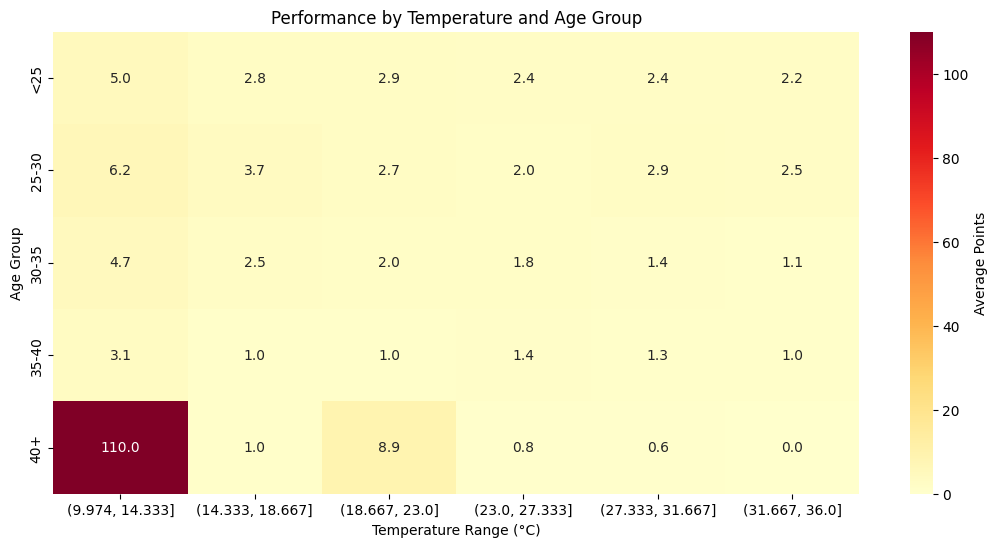 Performance by Temperature and Age Group
<25 5.0 2.8 2.9 2.4 2.4 2.2
25-30 6.2 3.7 2.7 2.0 2.9 2.5
30-35 4.7 2.5 2.0 1.8 1.4 1.1
35-40 3.1 1.0 1.0 1.4 1.3 1.0
40+ 110.0 1.0 8.9 0.8 0.6 0.0
Age Group
(9.974, 14.333] (14.333, 18.667] (18.667, 23.0] (23.0, 27.333] (27.333, 31.667] (31.667, 36.0]
Temperature Range (°C)
100
80
60
40
20
0
Average Points